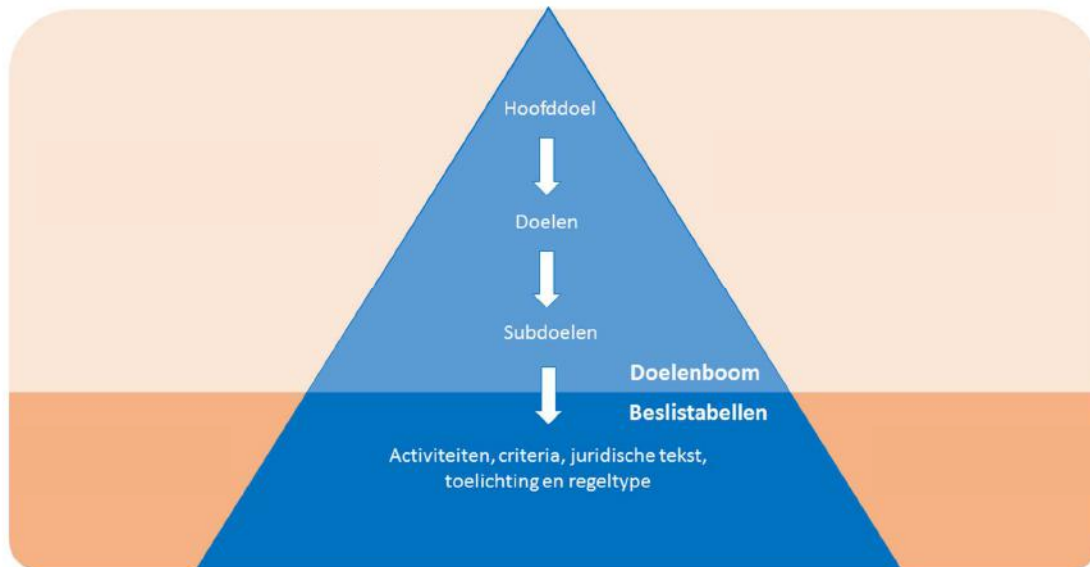 Hoofddoel
Doelen
Subdoelen
Doelenboom
Beslistabellen
Activiteiten, criteria, juridische tekst,
toelichting en regeltype